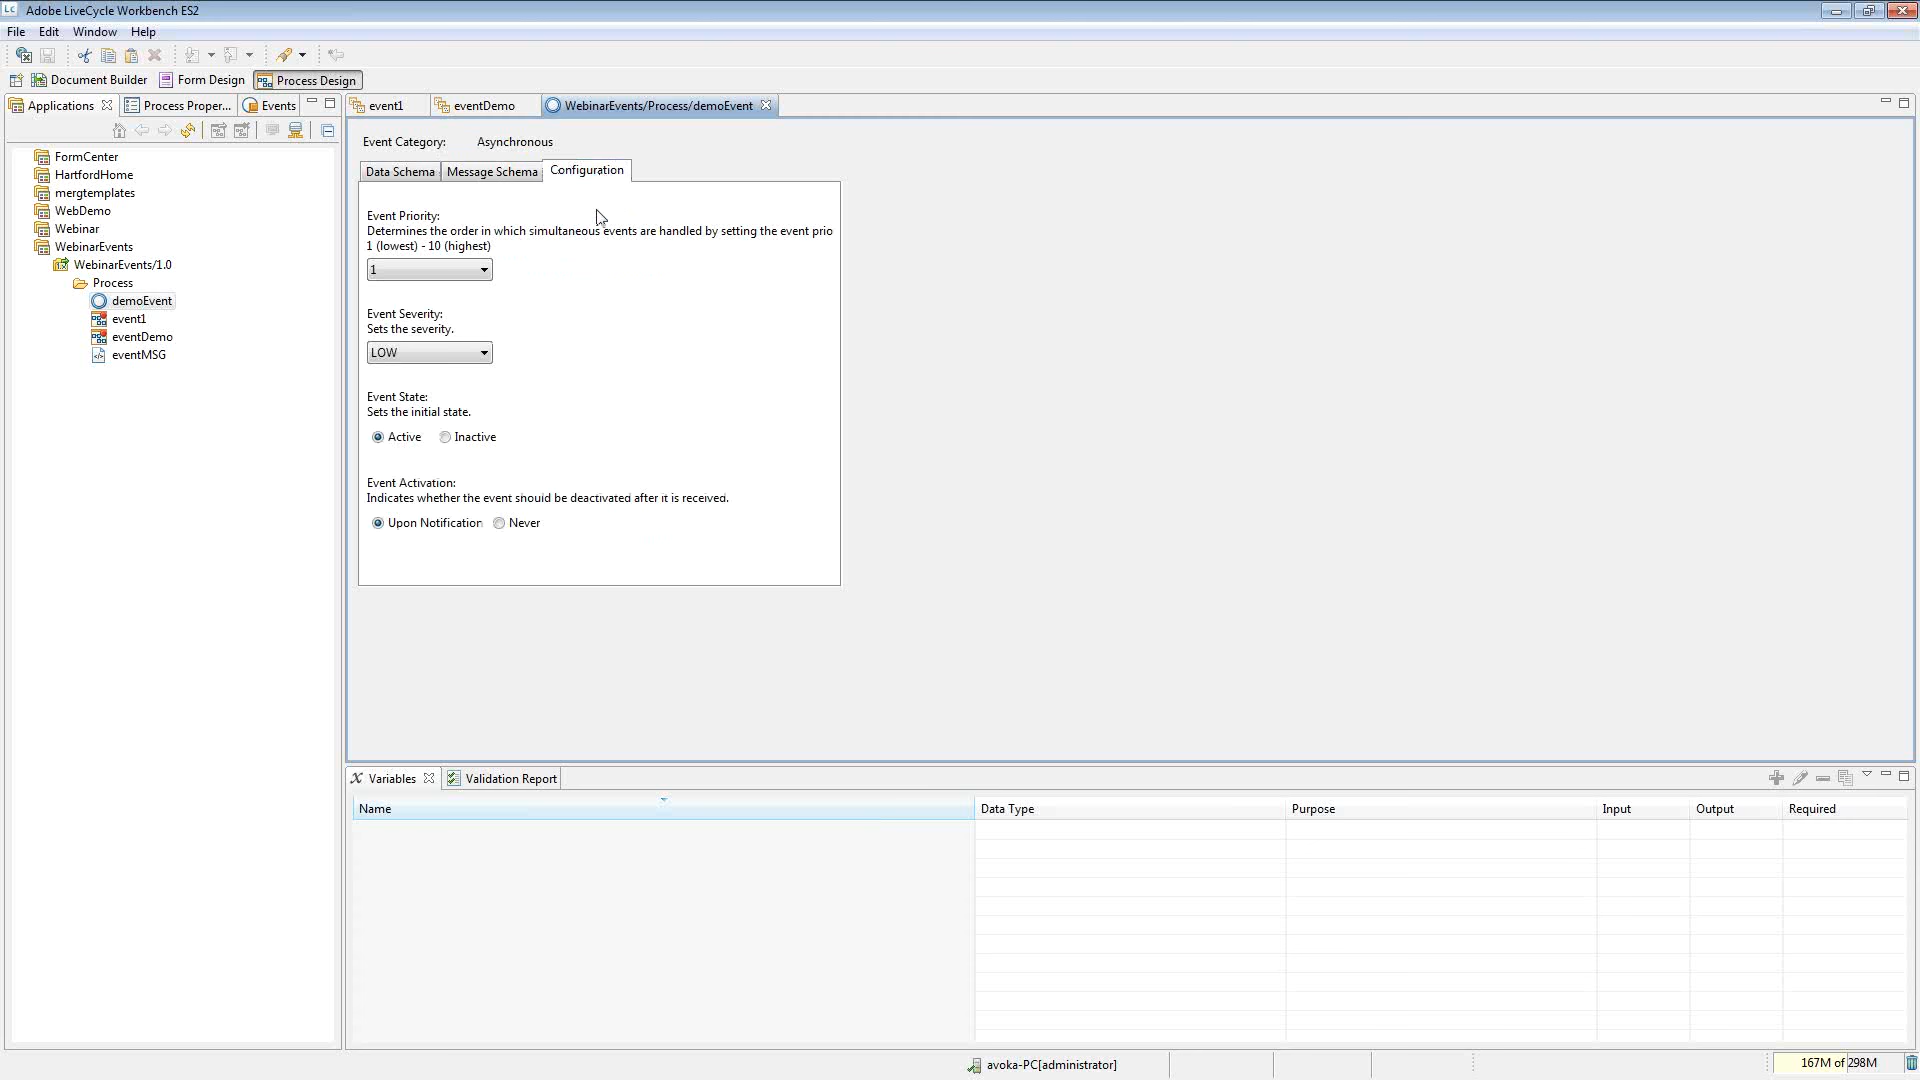 Lc Adobe LiveCycle Workbench ES2
File Edit Window Help
Document Builder Form Design Process Design
Applications Process Proper... Events event1 eventDemo WebinarEvents/Process/demoEvent
Event Category: Asynchronous
Data Schema Message Schema Configuration
FormCenter
HartfordHome
mergtemplates
WebDemo
Webinar
WebinarEvents
WebinarEvents/1.0
Process
demoEvent
event1
eventDemo
eventMSG
Event Priority:
Determines the order in which simultaneous events are handled by setting the event prio
1 (lowest) - 10 (highest)
1
Event Severity:
Sets the severity.
LOW
Event State:
Sets the initial state.
Active Inactive
Event Activation:
Indicates whether the event should be deactivated after it is received.
Upon Notification Never
Variables Validation Report
Name Data Type Purpose Input Output Required
avoka-PC[administrator] 167M of 298M